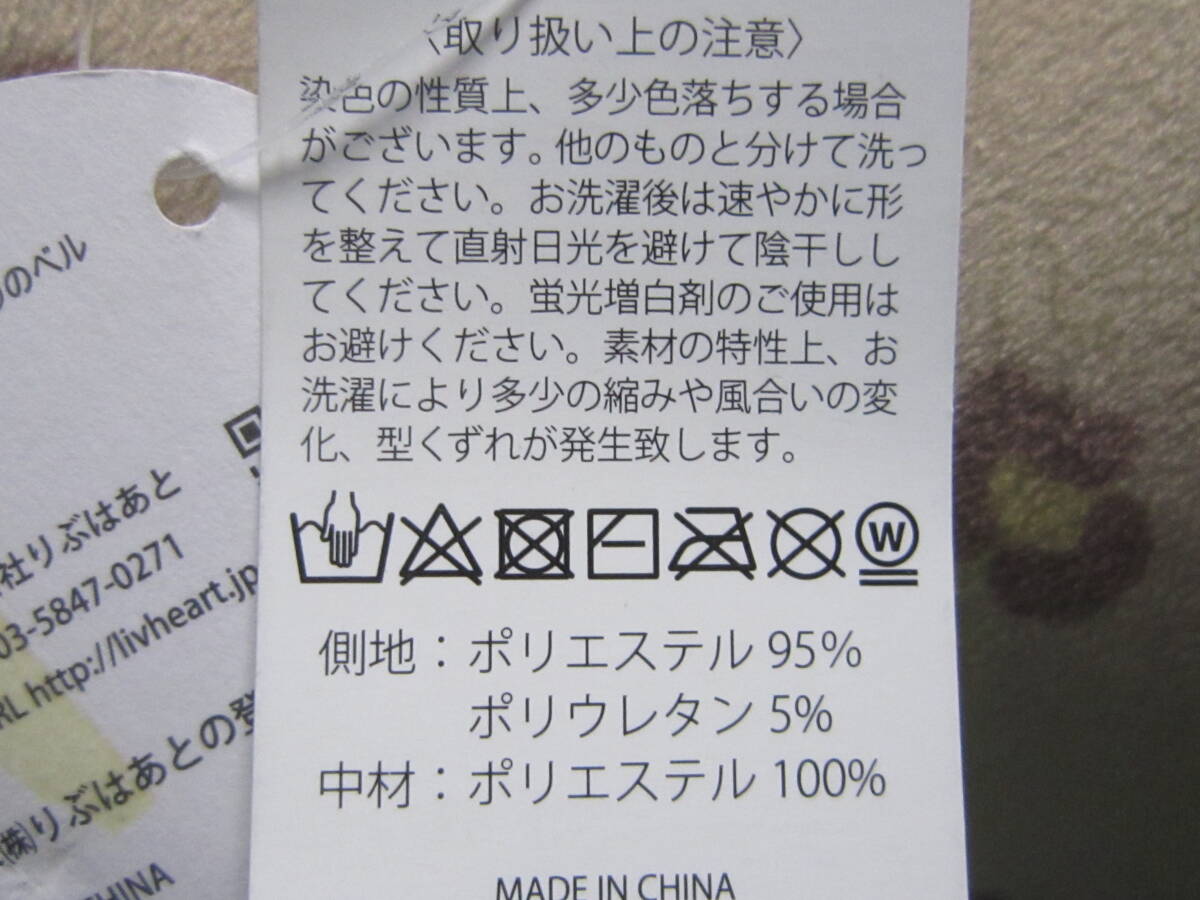 〈取り扱い上の注意〉
染色の性質上、多少色落ちする場合
がございます。他のものと分けて洗っ
てください。お洗濯後は速やかに形
を整えて直射日光を避けて陰干しし
てください。蛍光増白剤のご使用は
お避けください。素材の特性上、お
洗濯により多少の縮みや風合いの変
化、型くずれが発生致します。
W
側地：ポリエステル 95%
ポリウレタン 5%
中材：ポリエステル 100%
MADE IN CHINA
のベル
社りぶはあと
03-5847-0271
RL http://livheart.jp
㈱りぶはあとの登
CHINA